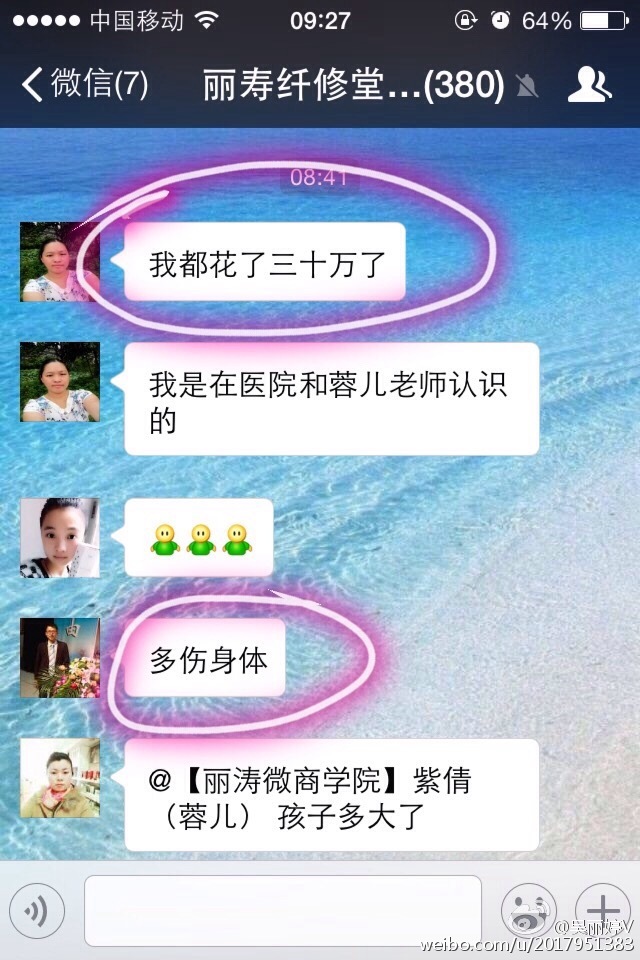 中国移动 09:27 64%
微信(7) 丽寿纤修堂...(380)
08:41
我都花了三十万了
我是在医院和蓉儿老师认识
的
多伤身体
@【丽涛微商学院】紫倩
（蓉儿） 孩子多大了
@吴丽婷V
weibo.com/u/2017951383